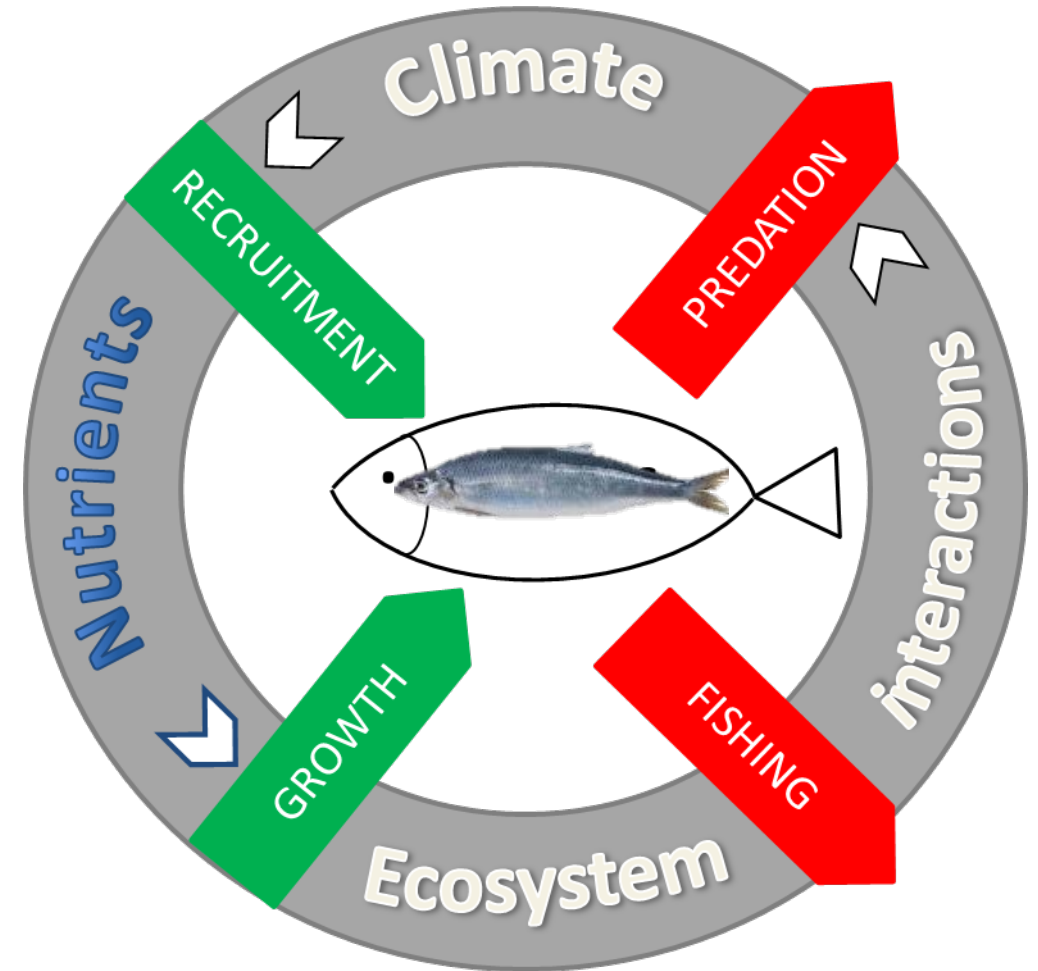 Climate
RECRUITMENT
PREDATION
Nutrients
interactions
GROWTH
FISHING
Ecosystem